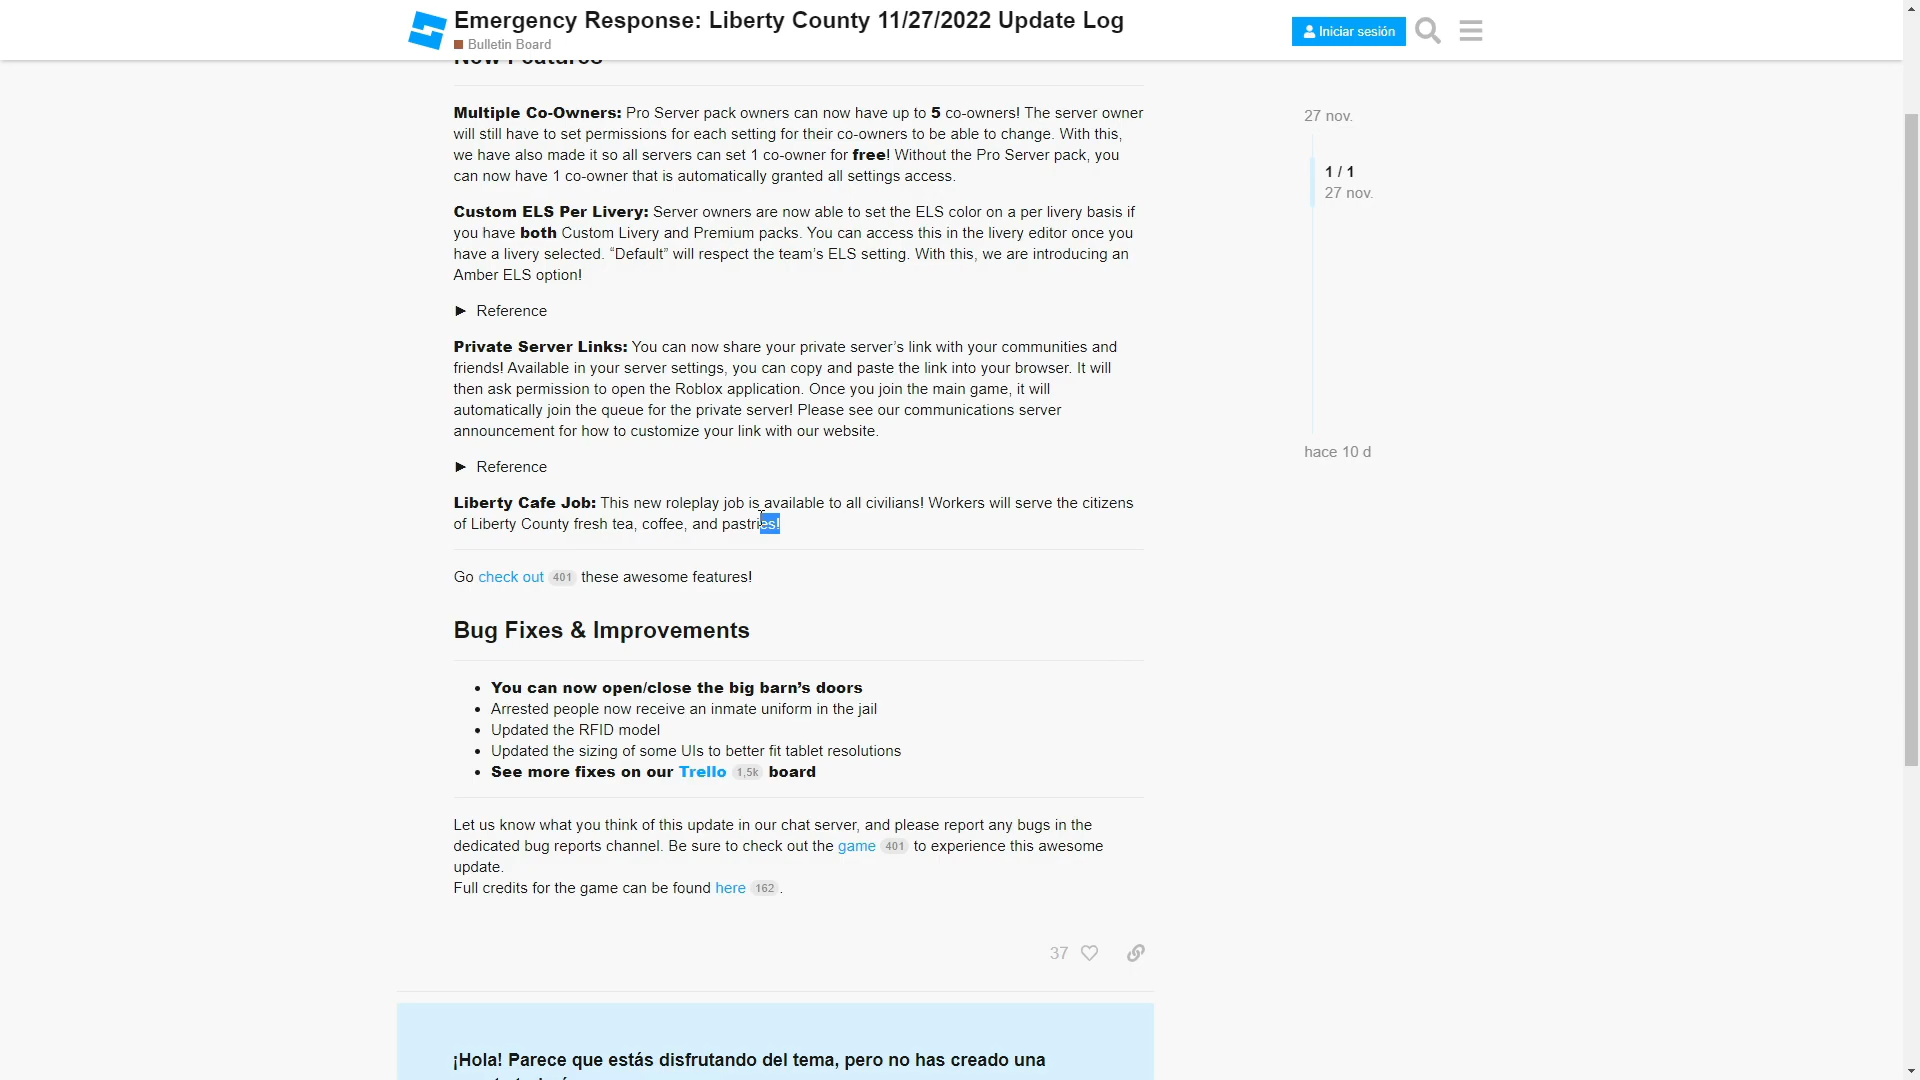 Emergency Response: Liberty County 11/27/2022 Update Log
Bulletin Board
Iniciar sesión
New Features
Multiple Co-Owners: Pro Server pack owners can now have up to 5 co-owners! The server owner
will still have to set permissions for each setting for their co-owners to be able to change. With this,
we have also made it so all servers can set 1 co-owner for free! Without the Pro Server pack, you
can now have 1 co-owner that is automatically granted all settings access.
Custom ELS Per Livery: Server owners are now able to set the ELS color on a per livery basis if
you have both Custom Livery and Premium packs. You can access this in the livery editor once you
have a livery selected. “Default” will respect the team’s ELS setting. With this, we are introducing an
Amber ELS option!
► Reference
Private Server Links: You can now share your private server’s link with your communities and
friends! Available in your server settings, you can copy and paste the link into your browser. It will
then ask permission to open the Roblox application. Once you join the main game, it will
automatically join the queue for the private server! Please see our communications server
announcement for how to customize your link with our website.
► Reference
Liberty Cafe Job: This new roleplay job is available to all civilians! Workers will serve the citizens
of Liberty County fresh tea, coffee, and pastries!
Go check out 401 these awesome features!
Bug Fixes & Improvements
• You can now open/close the big barn’s doors
• Arrested people now receive an inmate uniform in the jail
• Updated the RFID model
• Updated the sizing of some UIs to better fit tablet resolutions
• See more fixes on our Trello 1,5k board
Let us know what you think of this update in our chat server, and please report any bugs in the
dedicated bug reports channel. Be sure to check out the game 401 to experience this awesome
update.
Full credits for the game can be found here 162 .
37
27 nov.
1 / 1
27 nov.
hace 10 d
¡Hola! Parece que estás disfrutando del tema, pero no has creado una